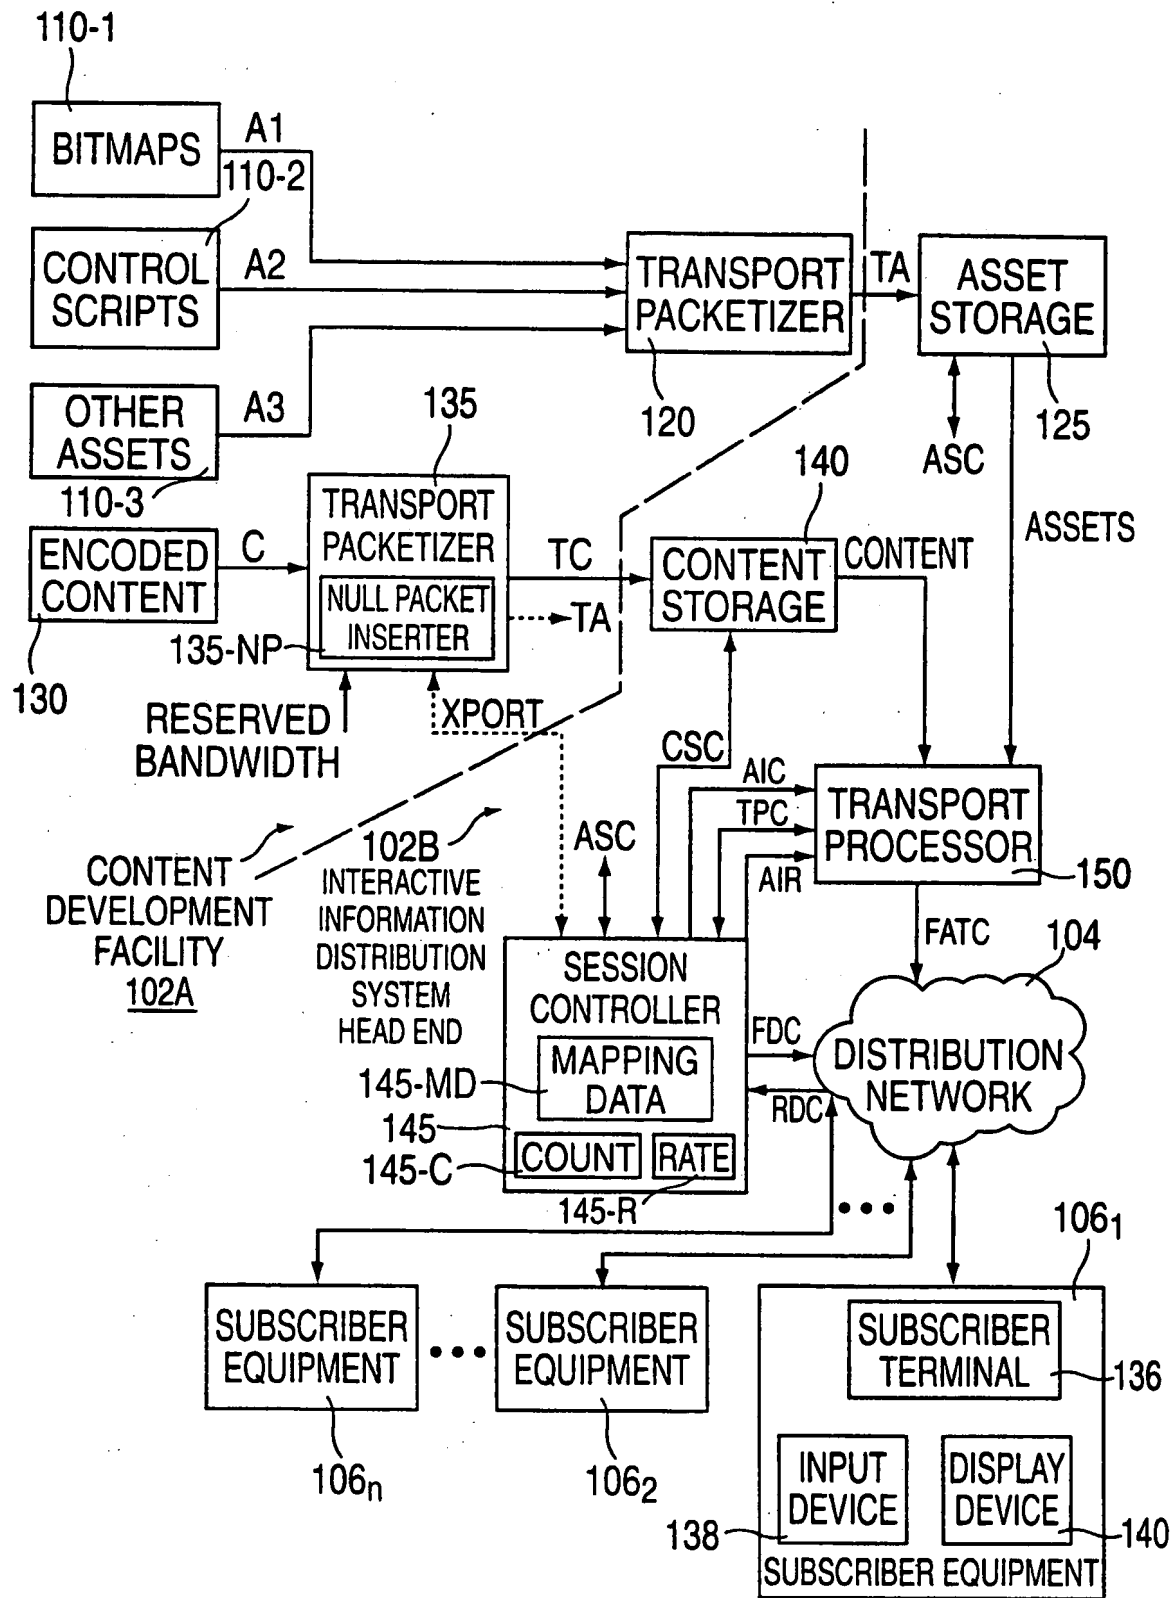 110-1
BITMAPS
A1
110-2
CONTROL
SCRIPTS
A2
TRANSPORT
PACKETIZER
120
TA
ASSET
STORAGE
125
ASC
OTHER
ASSETS
A3
110-3
135
TRANSPORT
PACKETIZER
NULL PACKET
INSERTER
135-NP
ENCODED
CONTENT
C
130
TC
TA
140
CONTENT
STORAGE
CONTENT
ASSETS
RESERVED
BANDWIDTH
XPORT
CSC
AIC
TPC
AIR
TRANSPORT
PROCESSOR
150
CONTENT
DEVELOPMENT
FACILITY
102A
102B
INTERACTIVE
INFORMATION
DISTRIBUTION
SYSTEM
HEAD END
ASC
FATC
104
SESSION
CONTROLLER
MAPPING
DATA
145-MD
145
COUNT
145-C
RATE
145-R
FDC
RDC
DISTRIBUTION
NETWORK
SUBSCRIBER
EQUIPMENT
106n
SUBSCRIBER
EQUIPMENT
1062
1061
SUBSCRIBER
TERMINAL
136
INPUT
DEVICE
138
DISPLAY
DEVICE
140
SUBSCRIBER EQUIPMENT